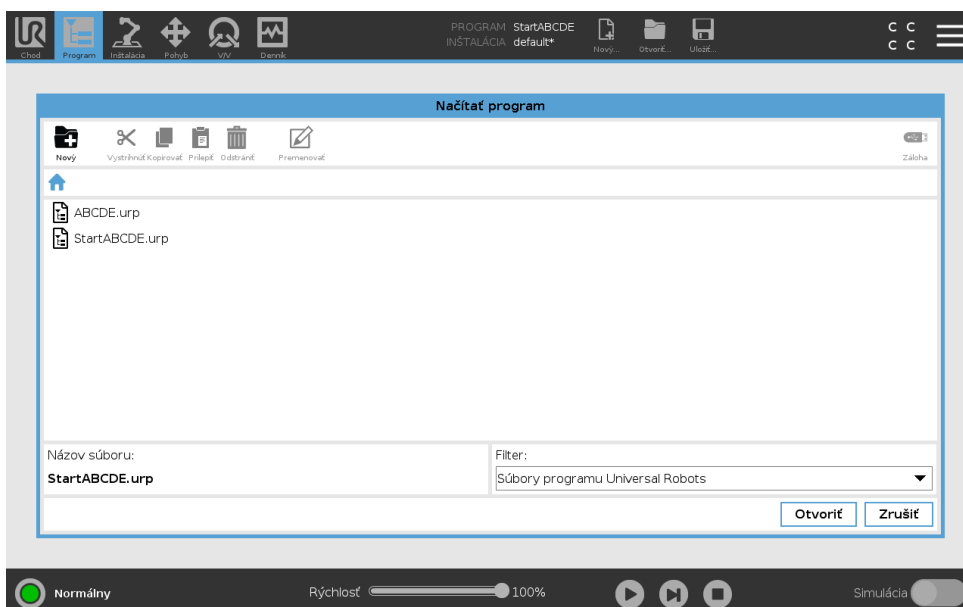 PROGRAM StartABCDE
INŠTALÁCIA default*
Chod Program Inštalácia Pohyb V/V Denník Nový... Otvoriť... Uložiť...
C C
C C
Načítať program
Nový Vystrihnúť Kopírovať Prilepiť Odstrániť Premenovať Záloha
ABCDE.urp
StartABCDE.urp
Názov súboru: Filter:
StartABCDE.urp Súbory programu Universal Robots
Otvoriť Zrušiť
Normálny Rýchlosť 100% Simulácia